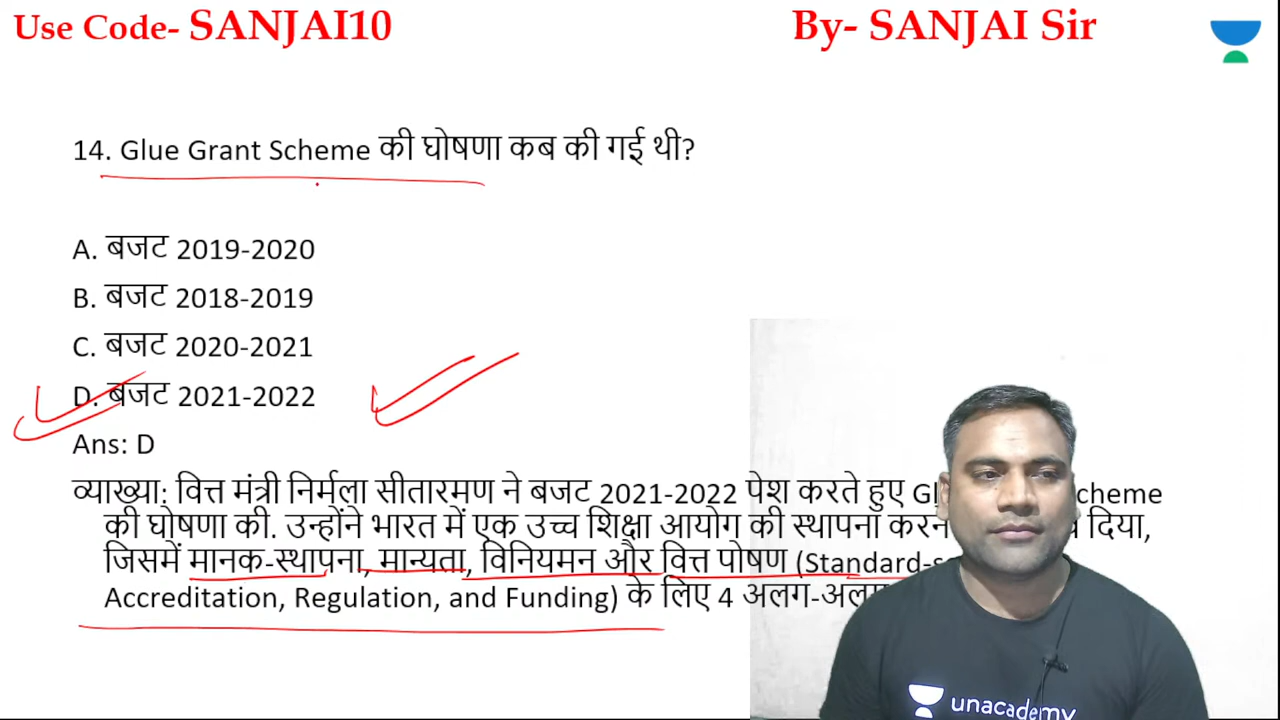 Use Code- SANJAI10
By- SANJAI Sir
14. Glue Grant Scheme की घोषणा कब की गई थी?
A. बजट 2019-2020
B. बजट 2018-2019
C. बजट 2020-2021
D. बजट 2021-2022
Ans: D
व्याख्या: वित्त मंत्री निर्मला सीतारमण ने बजट 2021-2022 पेश करते हुए
की घोषणा की. उन्होंने भारत में एक उच्च शिक्षा आयोग की स्थापना दिया,
जिसमें मानक-स्थापना, मान्यता, विनियमन और वित्त पोषण
Accreditation, Regulation, and Funding) के लिए 4
unacademy